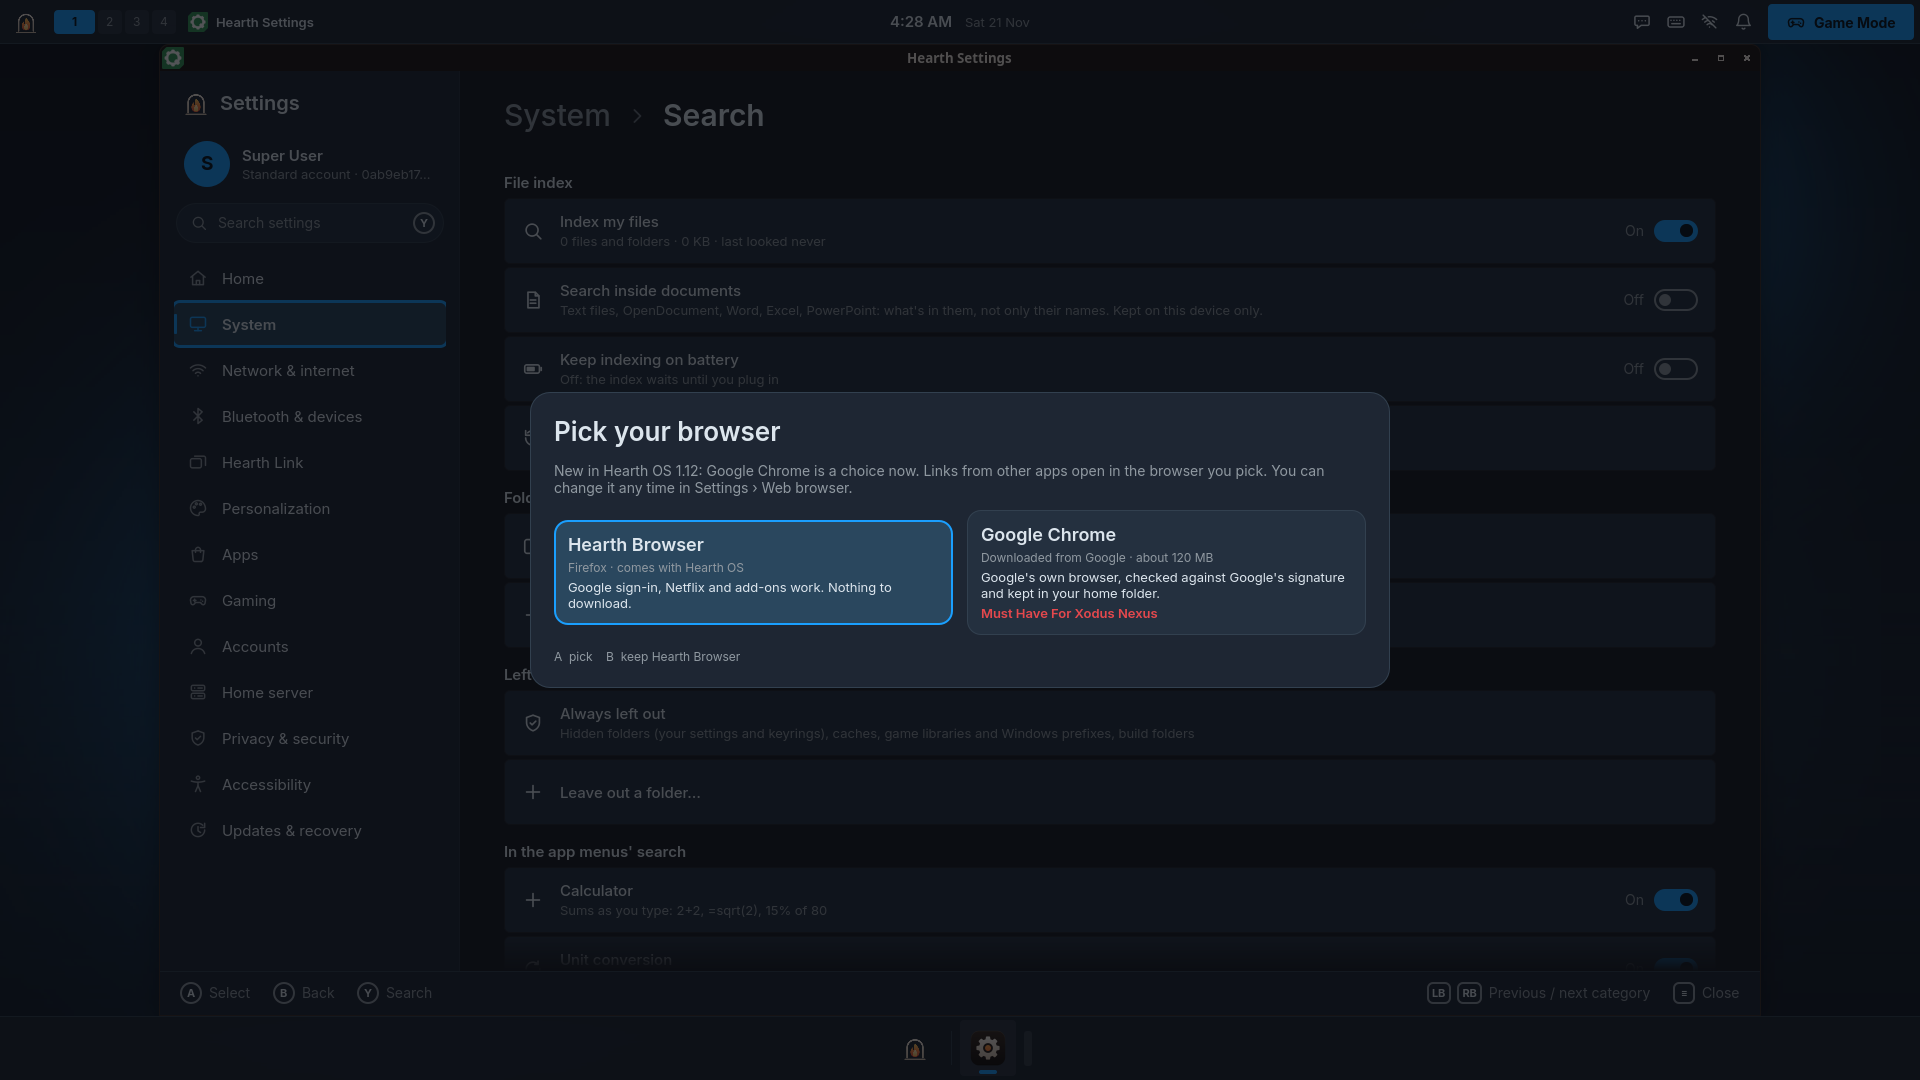 1 2 3 4 Hearth Settings 4:28 AM Sat 21 Nov Game Mode
Hearth Settings
Settings
S
Super User
Standard account · 0ab9eb17...
Search settings Y
Home
System
Network & internet
Bluetooth & devices
Hearth Link
Personalization
Apps
Gaming
Accounts
Home server
Privacy & security
Accessibility
Updates & recovery
System › Search
File index
Index my files
0 files and folders · 0 KB · last looked never
On
Search inside documents
Text files, OpenDocument, Word, Excel, PowerPoint: what's in them, not only their names. Kept on this device only.
Off
Keep indexing on battery
Off: the index waits until you plug in
Off
Pick your browser
New in Hearth OS 1.12: Google Chrome is a choice now. Links from other apps open in the browser you pick. You can
change it any time in Settings › Web browser.
Hearth Browser
Firefox · comes with Hearth OS
Google sign-in, Netflix and add-ons work. Nothing to
download.
Google Chrome
Downloaded from Google · about 120 MB
Google's own browser, checked against Google's signature
and kept in your home folder.
Must Have For Xodus Nexus
A pick B keep Hearth Browser
Left
Always left out
Hidden folders (your settings and keyrings), caches, game libraries and Windows prefixes, build folders
Leave out a folder...
In the app menus' search
Calculator
Sums as you type: 2+2, =sqrt(2), 15% of 80
On
Unit conversion
A Select B Back Y Search
LB RB Previous / next category Close